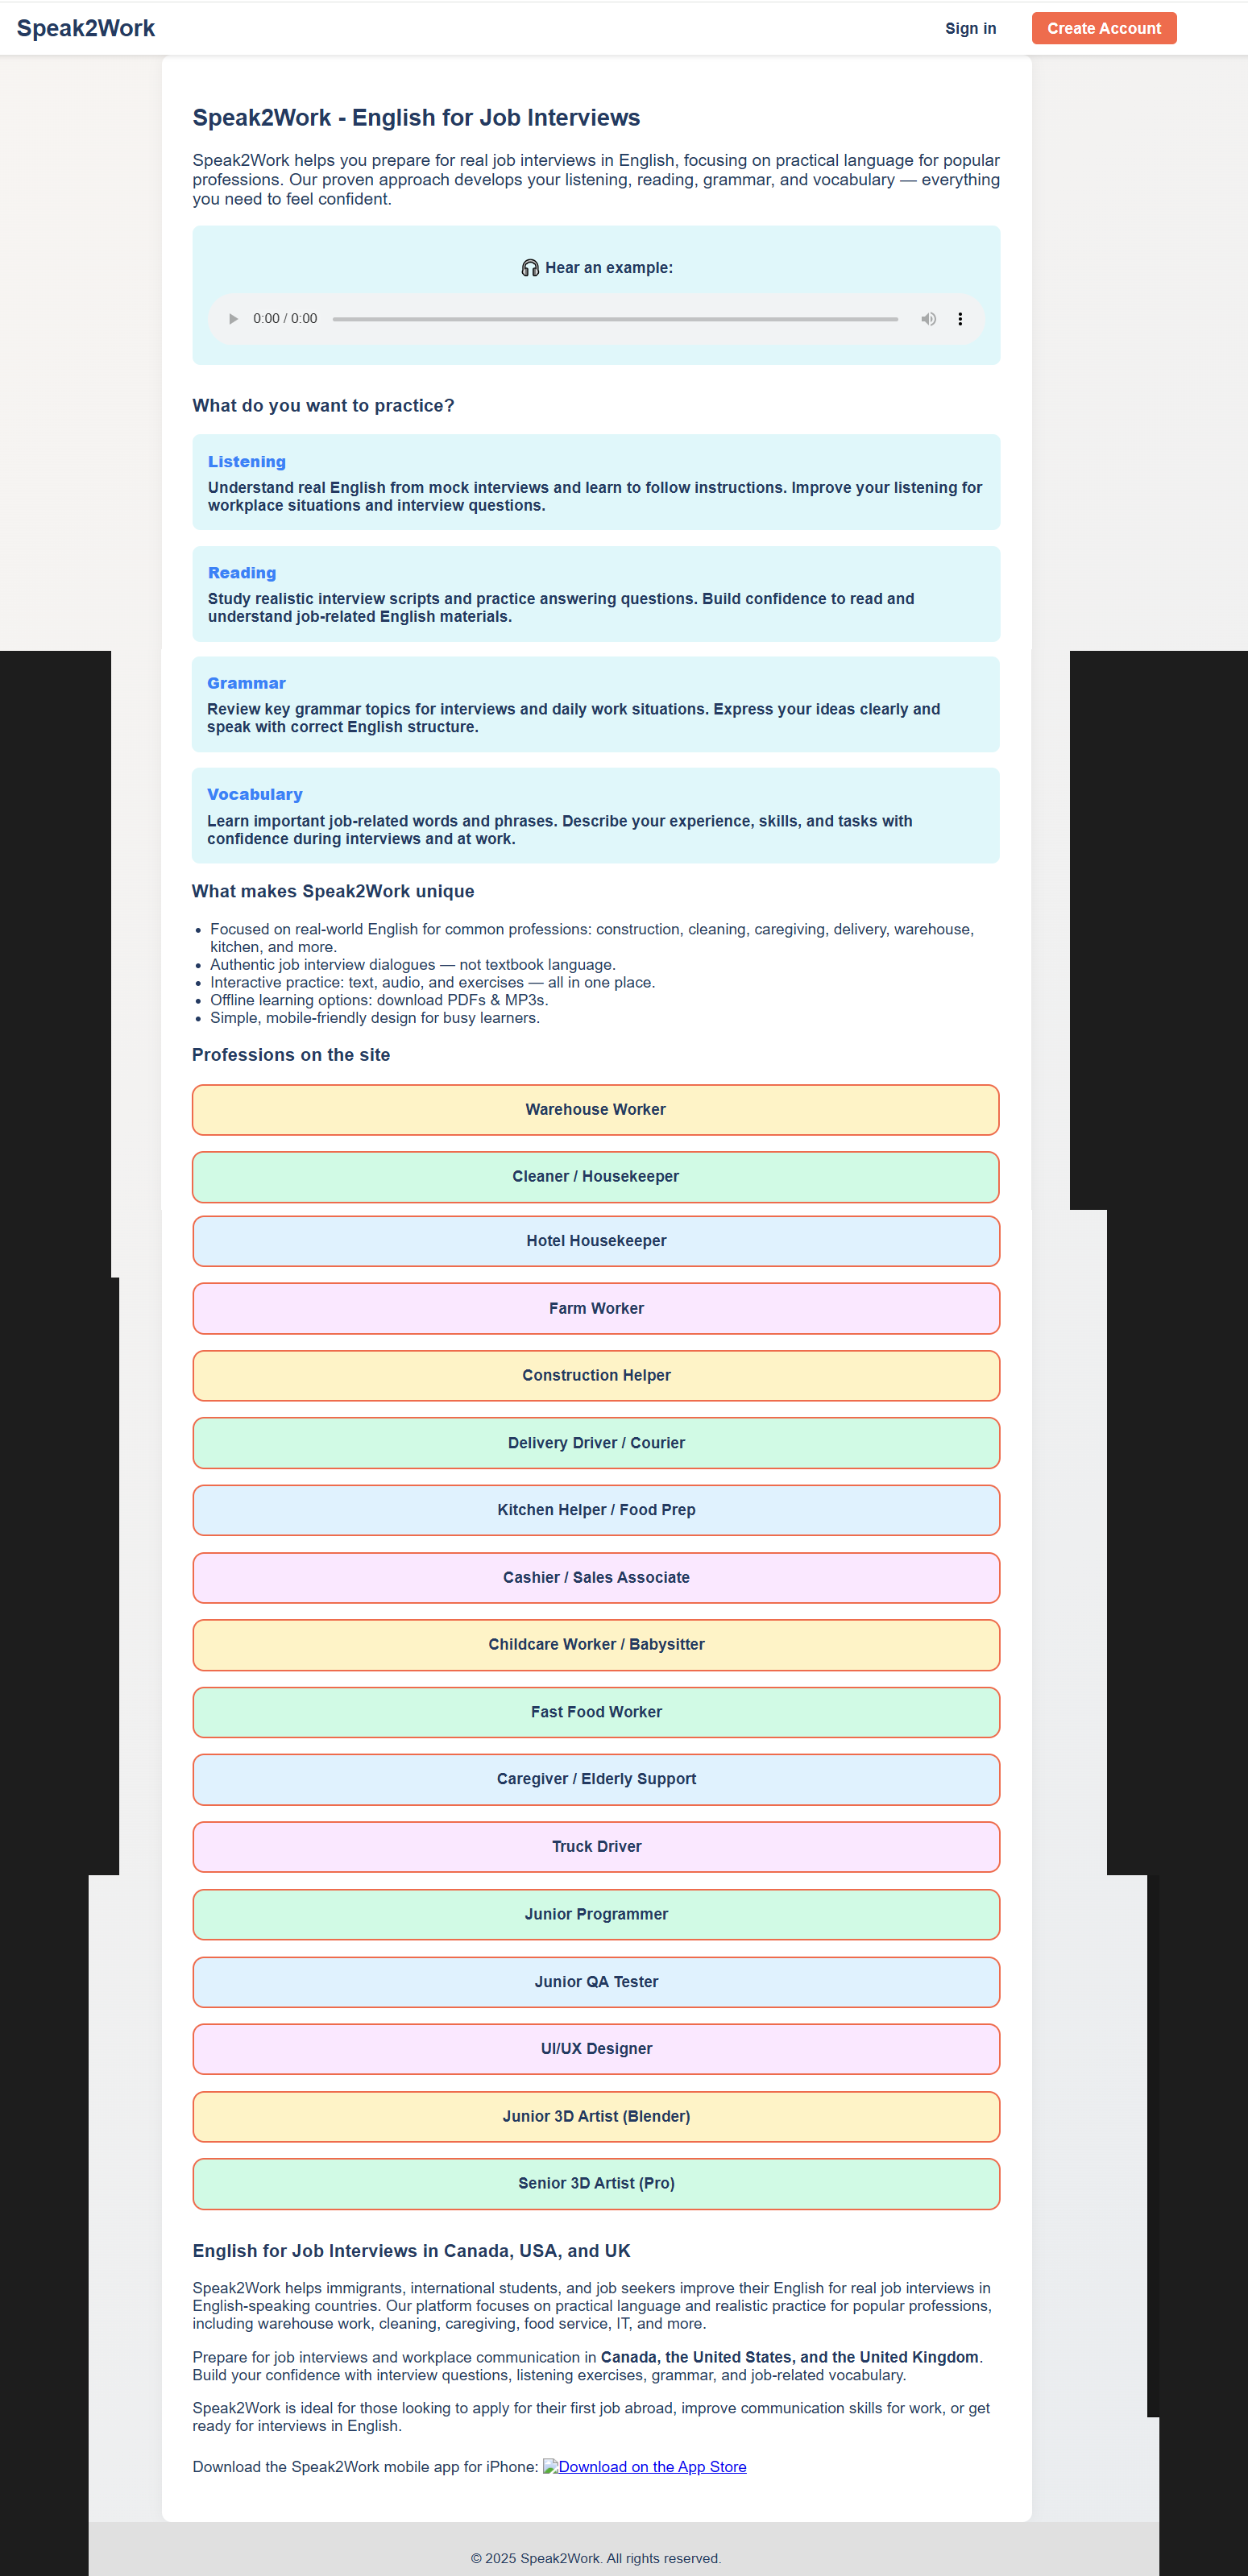 Speak2Work
Sign in
Create Account
Speak2Work - English for Job Interviews
Speak2Work helps you prepare for real job interviews in English, focusing on practical language for popular
professions. Our proven approach develops your listening, reading, grammar, and vocabulary — everything
you need to feel confident.
🎧 Hear an example:
0:00 / 0:00
What do you want to practice?
Listening
Understand real English from mock interviews and learn to follow instructions. Improve your listening for
workplace situations and interview questions.
Reading
Study realistic interview scripts and practice answering questions. Build confidence to read and
understand job-related English materials.
Grammar
Review key grammar topics for interviews and daily work situations. Express your ideas clearly and
speak with correct English structure.
Vocabulary
Learn important job-related words and phrases. Describe your experience, skills, and tasks with
confidence during interviews and at work.
What makes Speak2Work unique
• Focused on real-world English for common professions: construction, cleaning, caregiving, delivery, warehouse,
kitchen, and more.
• Authentic job interview dialogues — not textbook language.
• Interactive practice: text, audio, and exercises — all in one place.
• Offline learning options: download PDFs & MP3s.
• Simple, mobile-friendly design for busy learners.
Professions on the site
Warehouse Worker
Cleaner / Housekeeper
Hotel Housekeeper
Farm Worker
Construction Helper
Delivery Driver / Courier
Kitchen Helper / Food Prep
Cashier / Sales Associate
Childcare Worker / Babysitter
Fast Food Worker
Caregiver / Elderly Support
Truck Driver
Junior Programmer
Junior QA Tester
UI/UX Designer
Junior 3D Artist (Blender)
Senior 3D Artist (Pro)
English for Job Interviews in Canada, USA, and UK
Speak2Work helps immigrants, international students, and job seekers improve their English for real job interviews in
English-speaking countries. Our platform focuses on practical language and realistic practice for popular professions,
including warehouse work, cleaning, caregiving, food service, IT, and more.
Prepare for job interviews and workplace communication in Canada, the United States, and the United Kingdom.
Build your confidence with interview questions, listening exercises, grammar, and job-related vocabulary.
Speak2Work is ideal for those looking to apply for their first job abroad, improve communication skills for work, or get
ready for interviews in English.
Download the Speak2Work mobile app for iPhone: Download on the App Store
© 2025 Speak2Work. All rights reserved.